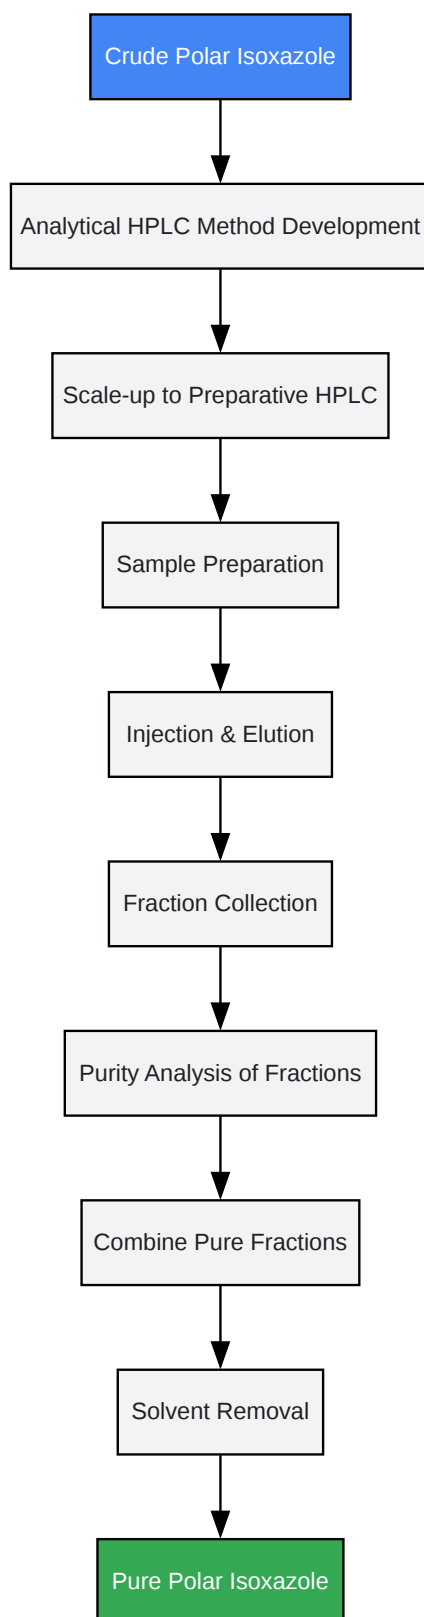 Crude Polar Isoxazole
Analytical HPLC Method Development
Scale-up to Preparative HPLC
Sample Preparation
Injection & Elution
Fraction Collection
Purity Analysis of Fractions
Combine Pure Fractions
Solvent Removal
Pure Polar Isoxazole